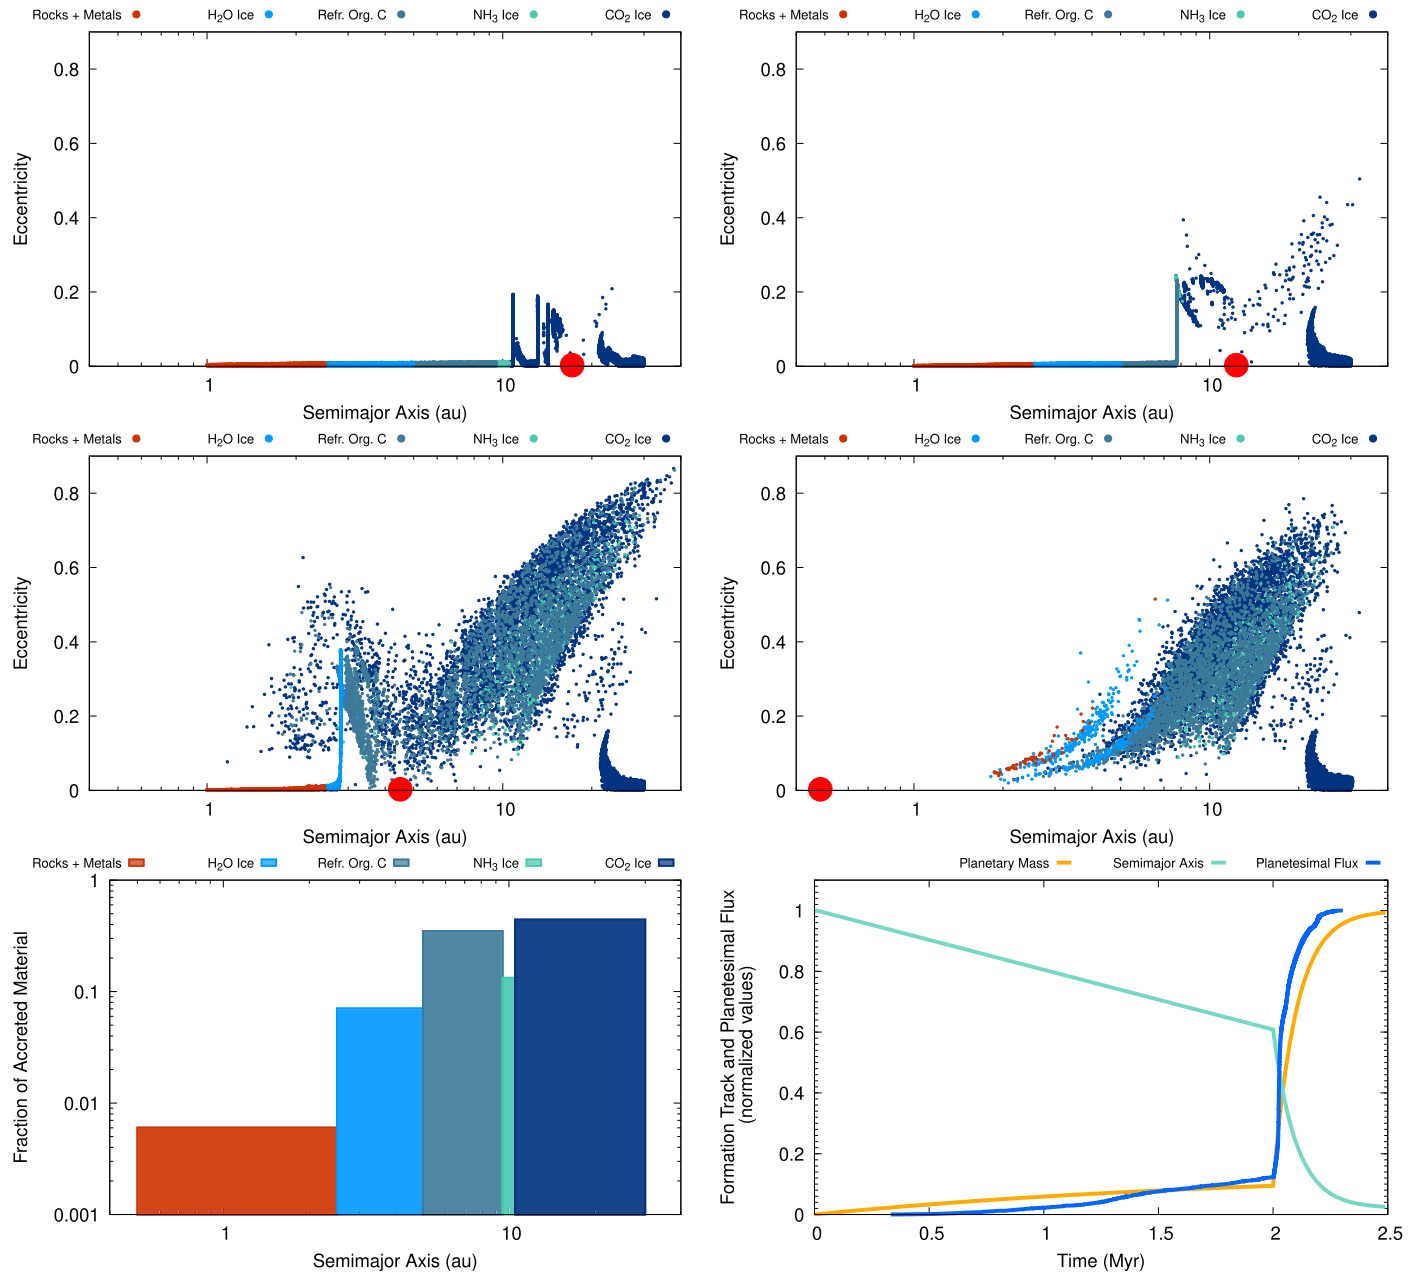 Rocks + Metals H₂O Ice Refr. Org. C NH₃ Ice CO₂ Ice
0.8
0.6
0.4
0.2
0
Eccentricity
1 10
Semimajor Axis (au)
Rocks + Metals H₂O Ice Refr. Org. C NH₃ Ice CO₂ Ice
0.8
0.6
0.4
0.2
0
Eccentricity
1 10
Semimajor Axis (au)
Rocks + Metals H₂O Ice Refr. Org. C NH₃ Ice CO₂ Ice
0.8
0.6
0.4
0.2
0
Eccentricity
1 10
Semimajor Axis (au)
Rocks + Metals H₂O Ice Refr. Org. C NH₃ Ice CO₂ Ice
0.8
0.6
0.4
0.2
0
Eccentricity
1 10
Semimajor Axis (au)
Rocks + Metals H₂O Ice Refr. Org. C NH₃ Ice CO₂ Ice
1
0.1
0.01
0.001
Fraction of Accreted Material
1 10
Semimajor Axis (au)
Planetary Mass Semimajor Axis Planetesimal Flux
1
0.8
0.6
0.4
0.2
0
Formation Track and Planetesimal Flux
(normalized values)
0 0.5 1 1.5 2 2.5
Time (Myr)